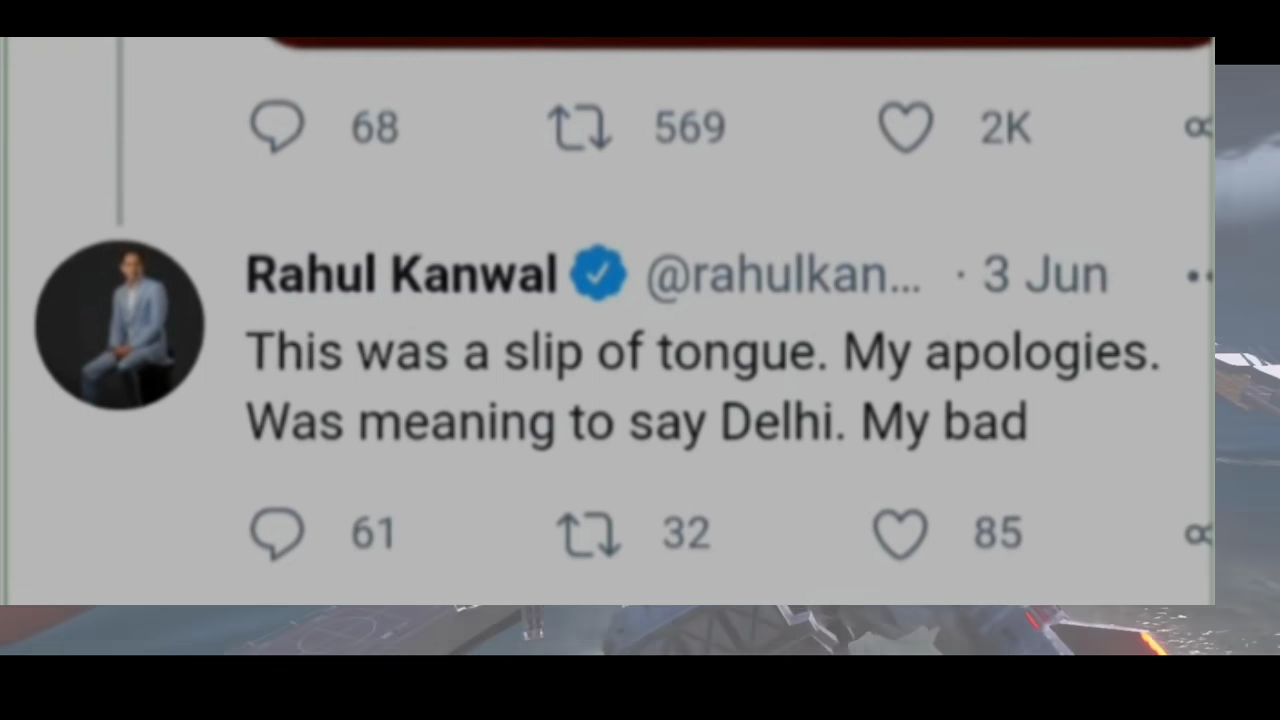 68 569 2K
Rahul Kanwal @rahulkan... · 3 Jun
This was a slip of tongue. My apologies.
Was meaning to say Delhi. My bad
61 32 85